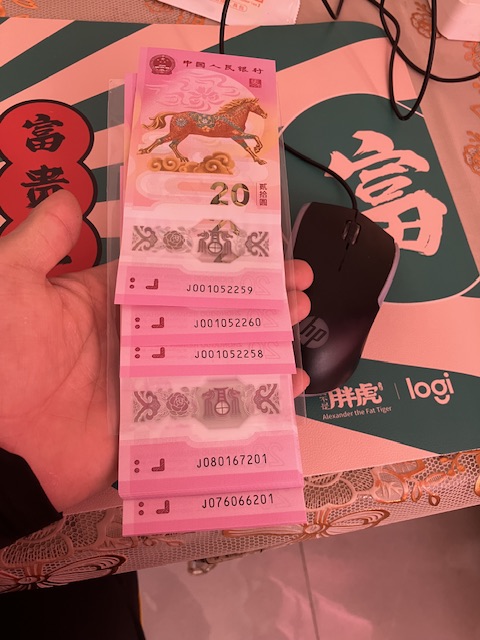 中国人民银行
20
贰拾圆
J001052259
J001052260
J001052258
J080167201
J076066201
富
贵
富
hp
胖虎
logi
Alexander the Fat Tiger